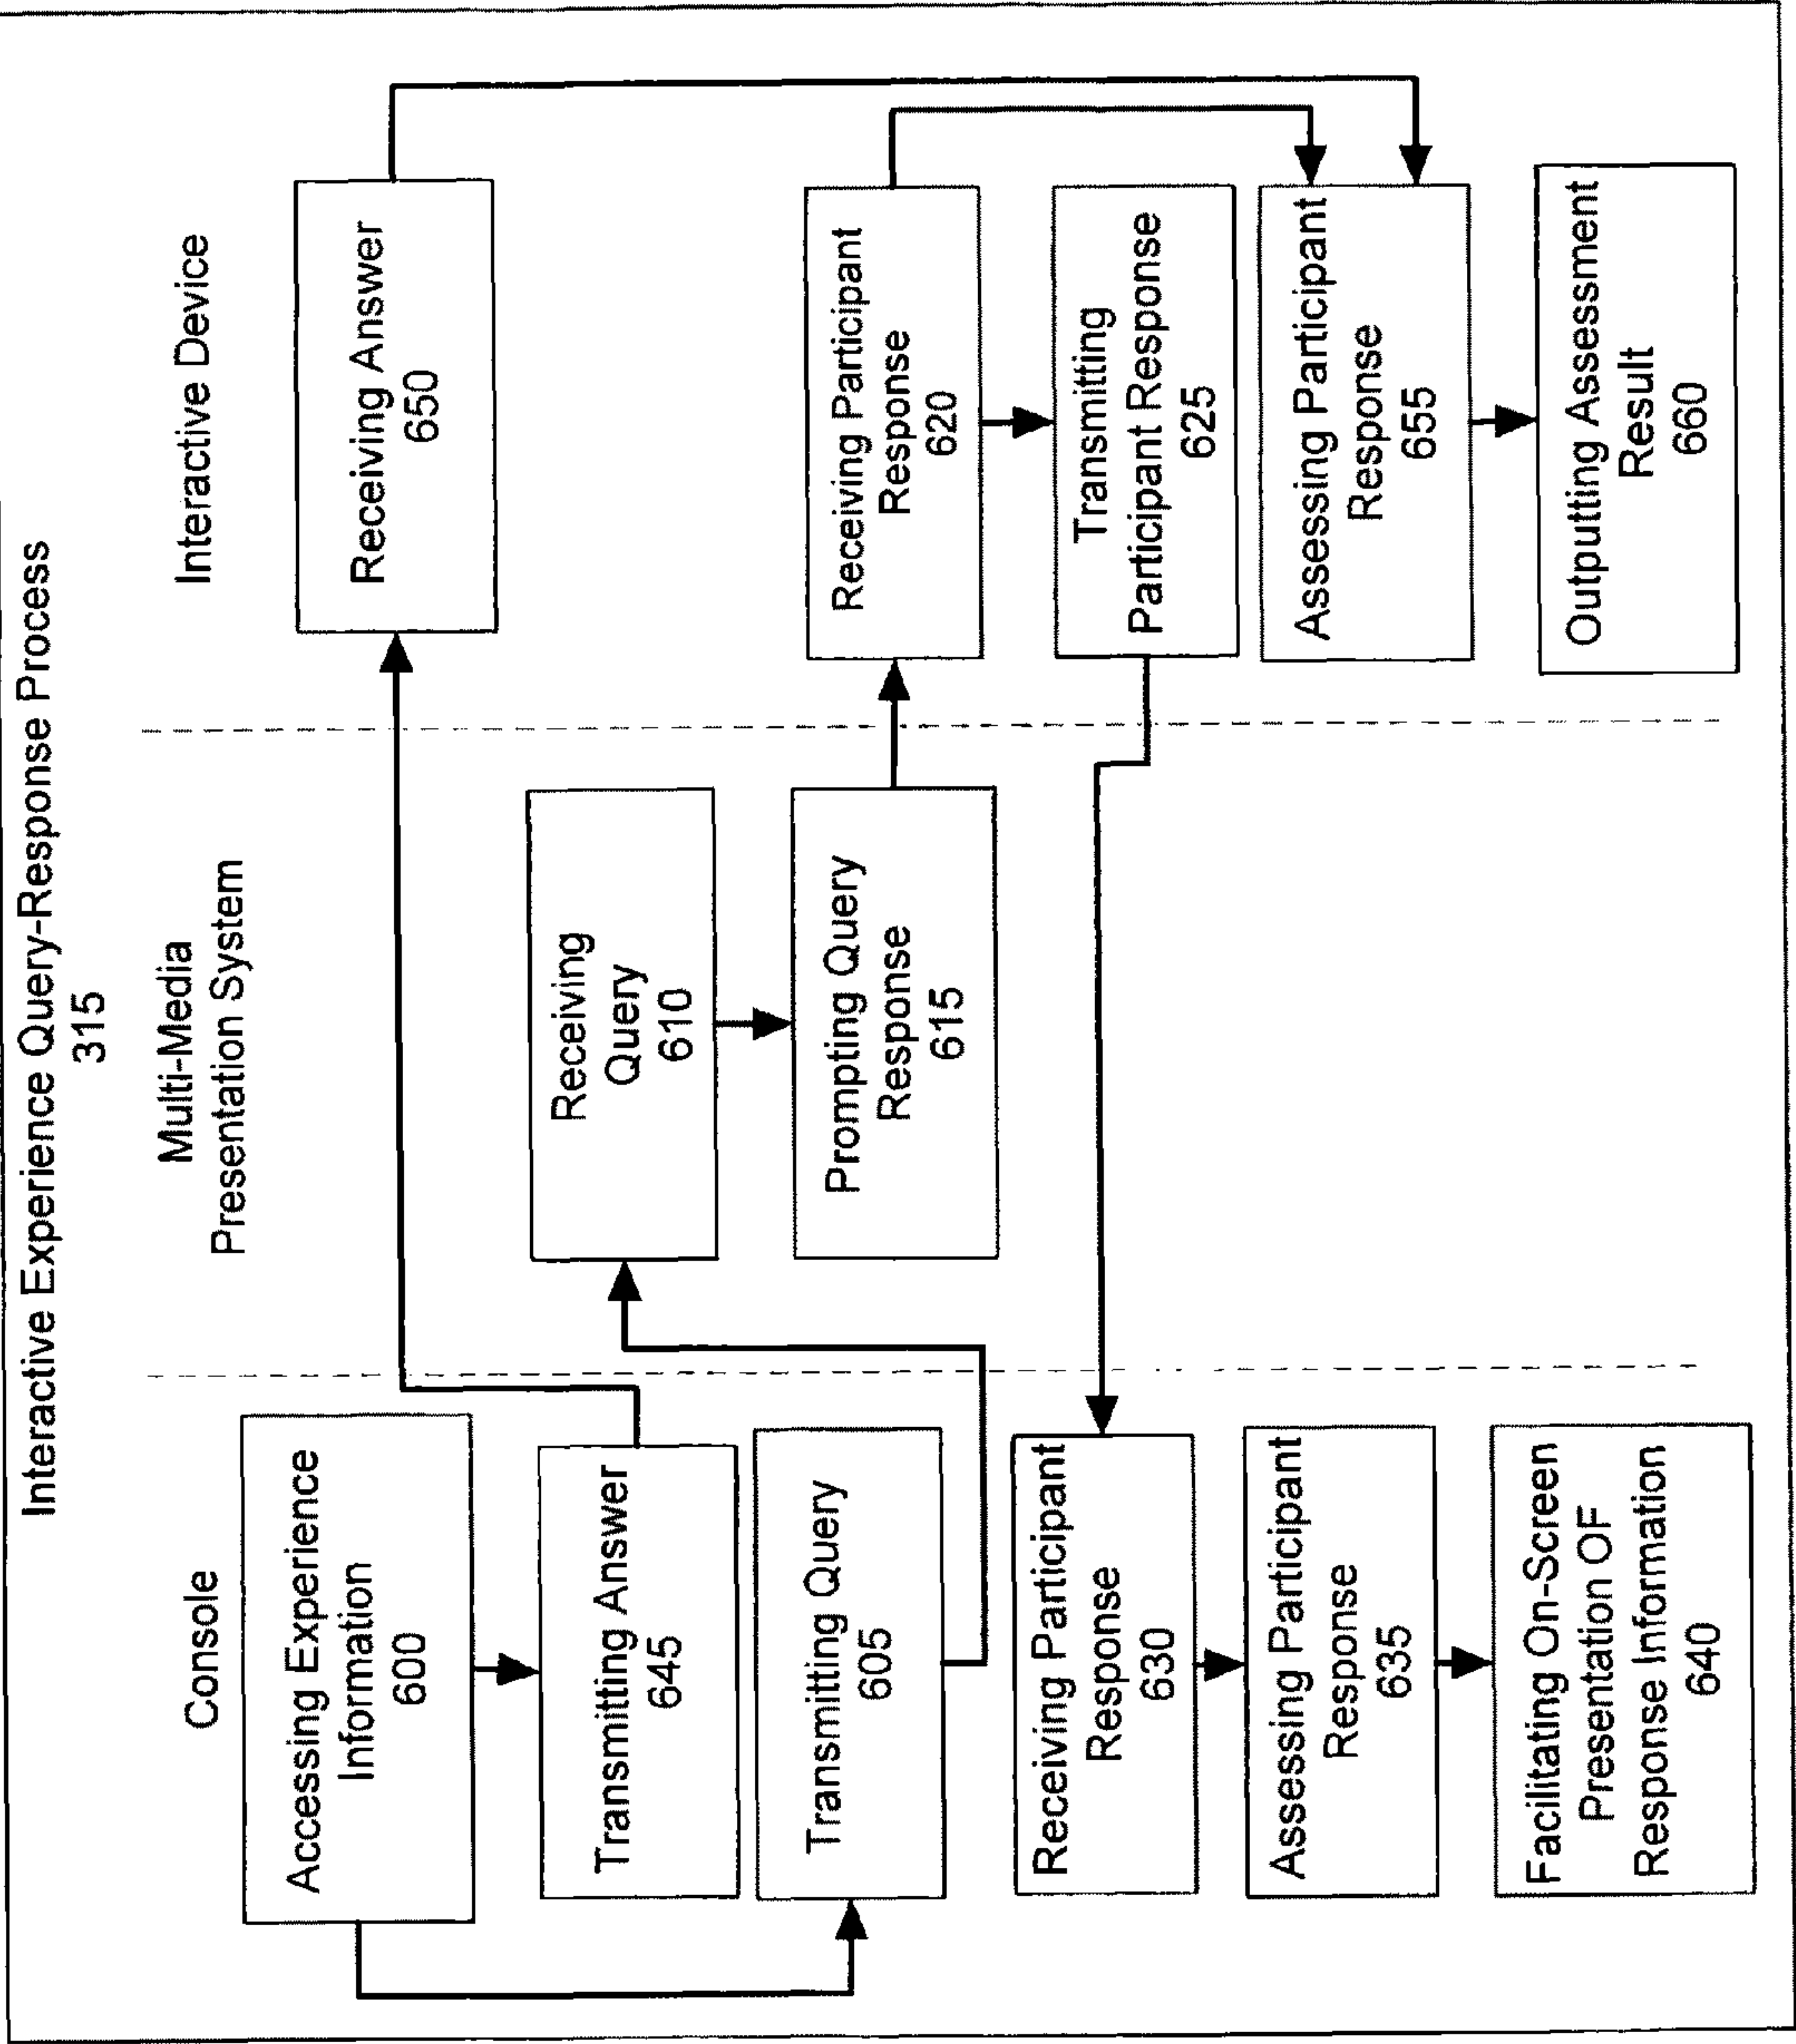 Interactive Experience Query-Response Process
315
Console
Multi-Media
Presentation System
Interactive Device
Accessing Experience
Information
600
Transmitting Answer
645
Transmitting Query
605
Receiving Participant
Response
630
Assessing Participant
Response
635
Facilitating On-Screen
Presentation OF
Response Information
640
Receiving
Query
610
Prompting Query
Response
615
Receiving Answer
650
Receiving Participant
Response
620
Transmitting
Participant Response
625
Assessing Participant
Response
655
Outputting Assessment
Result
660